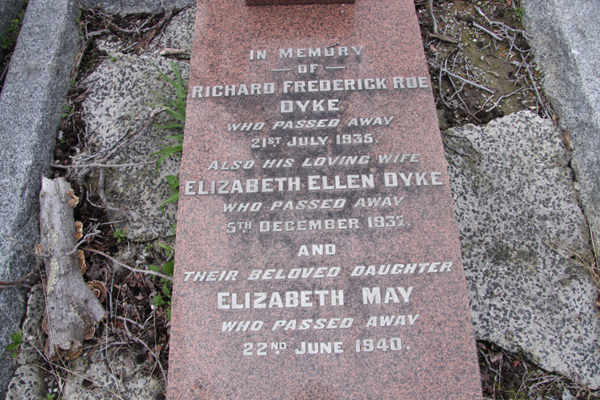 IN MEMORY
— OF —
RICHARD FREDERICK ROE
DYKE
WHO PASSED AWAY
21ST JULY 1935.
ALSO HIS LOVING WIFE
ELIZABETH ELLEN DYKE
WHO PASSED AWAY
5TH DECEMBER 1937.
AND
THEIR BELOVED DAUGHTER
ELIZABETH MAY
WHO PASSED AWAY
22ND JUNE 1940.